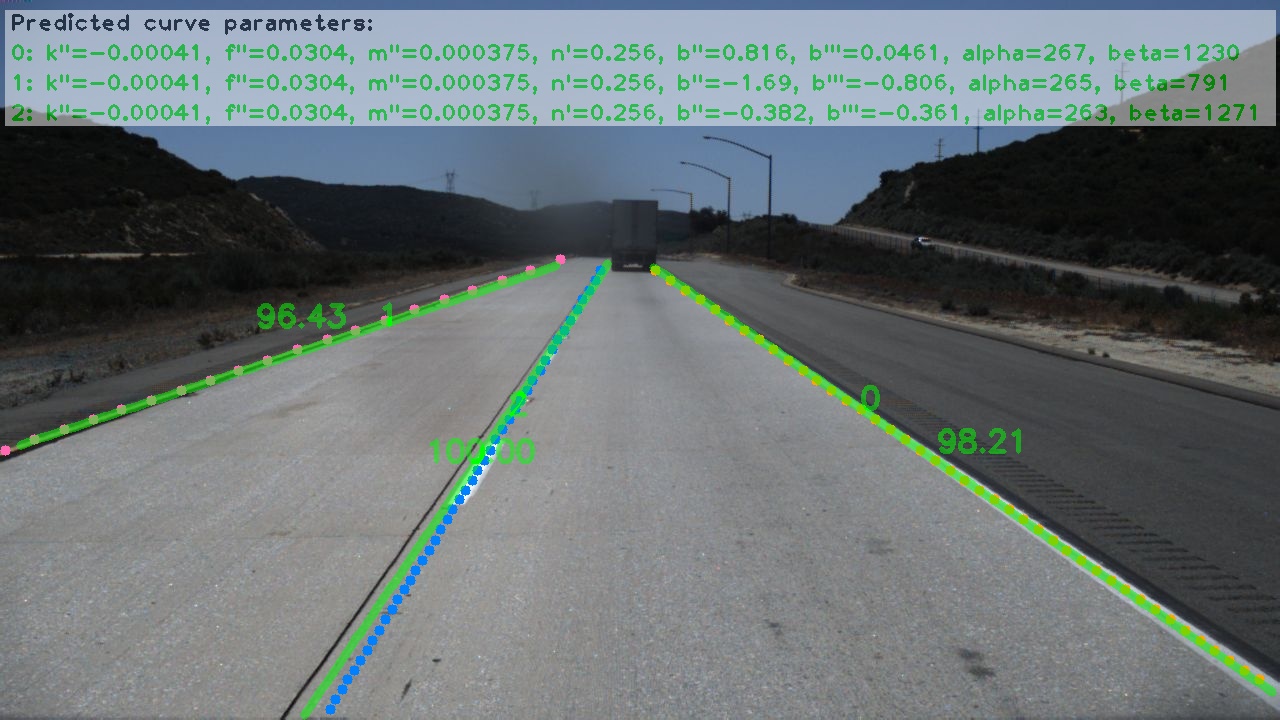 Predicted curve parameters:
0: k''=-0.00041, f''=0.0304, m''=0.000375, n'=0.256, b''=0.816, b'''=0.0461, alpha=267, beta=1230
1: k''=-0.00041, f''=0.0304, m''=0.000375, n'=0.256, b''=-1.69, b'''=-0.806, alpha=265, beta=791
2: k''=-0.00041, f''=0.0304, m''=0.000375, n'=0.256, b''=-0.382, b'''=-0.361, alpha=263, beta=1271
96.43 1
0
100.00
98.21